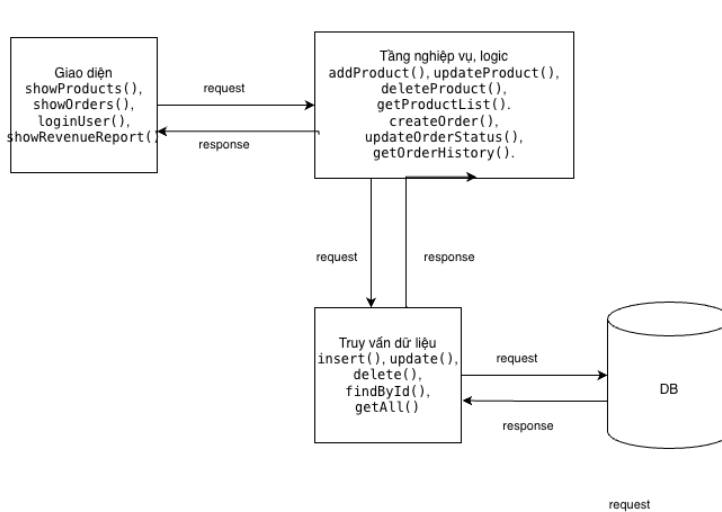 Giao diện
showProducts(),
showOrders(),
loginUser(),
showRevenueReport(
request
response
Tầng nghiệp vụ, logic
addProduct(), updateProduct(),
deleteProduct(),
getProductList().
createOrder(),
updateOrderStatus(),
getOrderHistory().
request
response
Truy vấn dữ liệu
insert(), update(),
delete(),
findById(),
getAll()
request
response
DB
request